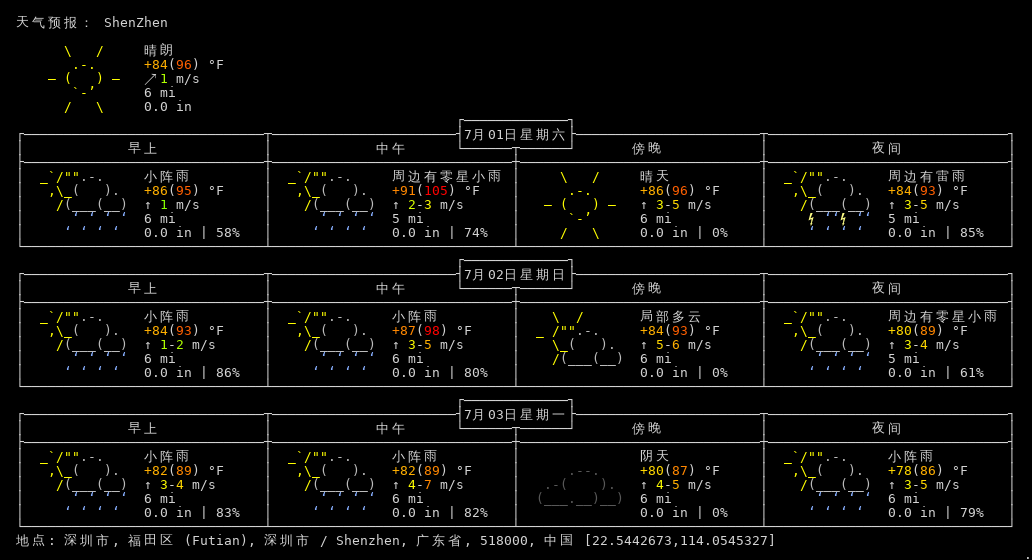 天气预报： ShenZhen
晴朗
+84(96) °F
↗1 m/s
6 mi
0.0 in
7月01日星期六
早上 中午 傍晚 夜间
小阵雨 周边有零星小雨 晴天 周边有雷雨
+86(95) °F +91(105) °F +86(96) °F +84(93) °F
↑ 1 m/s ↑ 2-3 m/s ↑ 3-5 m/s ↑ 3-5 m/s
6 mi 5 mi 6 mi 5 mi
0.0 in | 58% 0.0 in | 74% 0.0 in | 0% 0.0 in | 85%
7月02日星期日
早上 中午 傍晚 夜间
小阵雨 小阵雨 局部多云 周边有零星小雨
+84(93) °F +87(98) °F +84(93) °F +80(89) °F
↑ 1-2 m/s ↑ 3-5 m/s ↑ 5-6 m/s ↑ 3-4 m/s
6 mi 6 mi 6 mi 5 mi
0.0 in | 86% 0.0 in | 80% 0.0 in | 0% 0.0 in | 61%
7月03日星期一
早上 中午 傍晚 夜间
小阵雨 小阵雨 阴天 小阵雨
+82(89) °F +82(89) °F +80(87) °F +78(86) °F
↑ 3-4 m/s ↑ 4-7 m/s ↑ 4-5 m/s ↑ 3-5 m/s
6 mi 6 mi 6 mi 6 mi
0.0 in | 83% 0.0 in | 82% 0.0 in | 0% 0.0 in | 79%
地点: 深圳市, 福田区 (Futian), 深圳市 / Shenzhen, 广东省, 518000, 中国 [22.5442673,114.0545327]